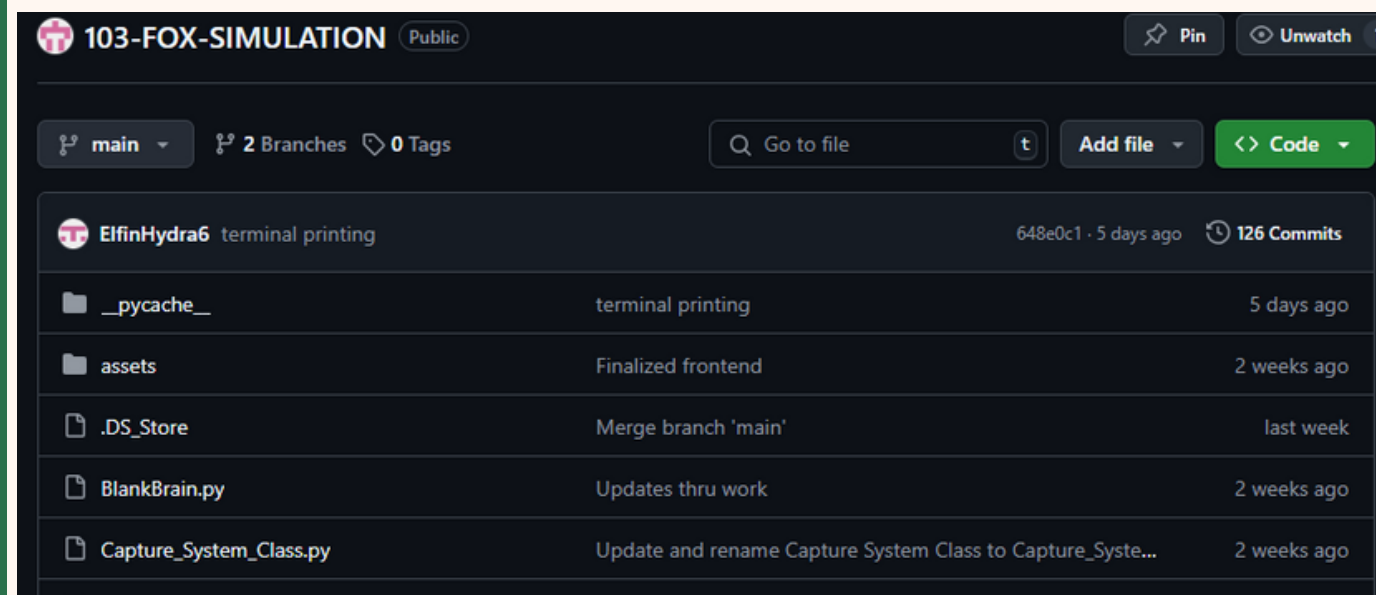 103-FOX-SIMULATION Public Pin Unwatch
main 2 Branches 0 Tags Go to file t Add file <> Code
ElfinHydra6 terminal printing 648e0c1 · 5 days ago 126 Commits
__pycache__ terminal printing 5 days ago
assets Finalized frontend 2 weeks ago
.DS_Store Merge branch 'main' last week
BlankBrain.py Updates thru work 2 weeks ago
Capture_System_Class.py Update and rename Capture System Class to Capture_Syste... 2 weeks ago